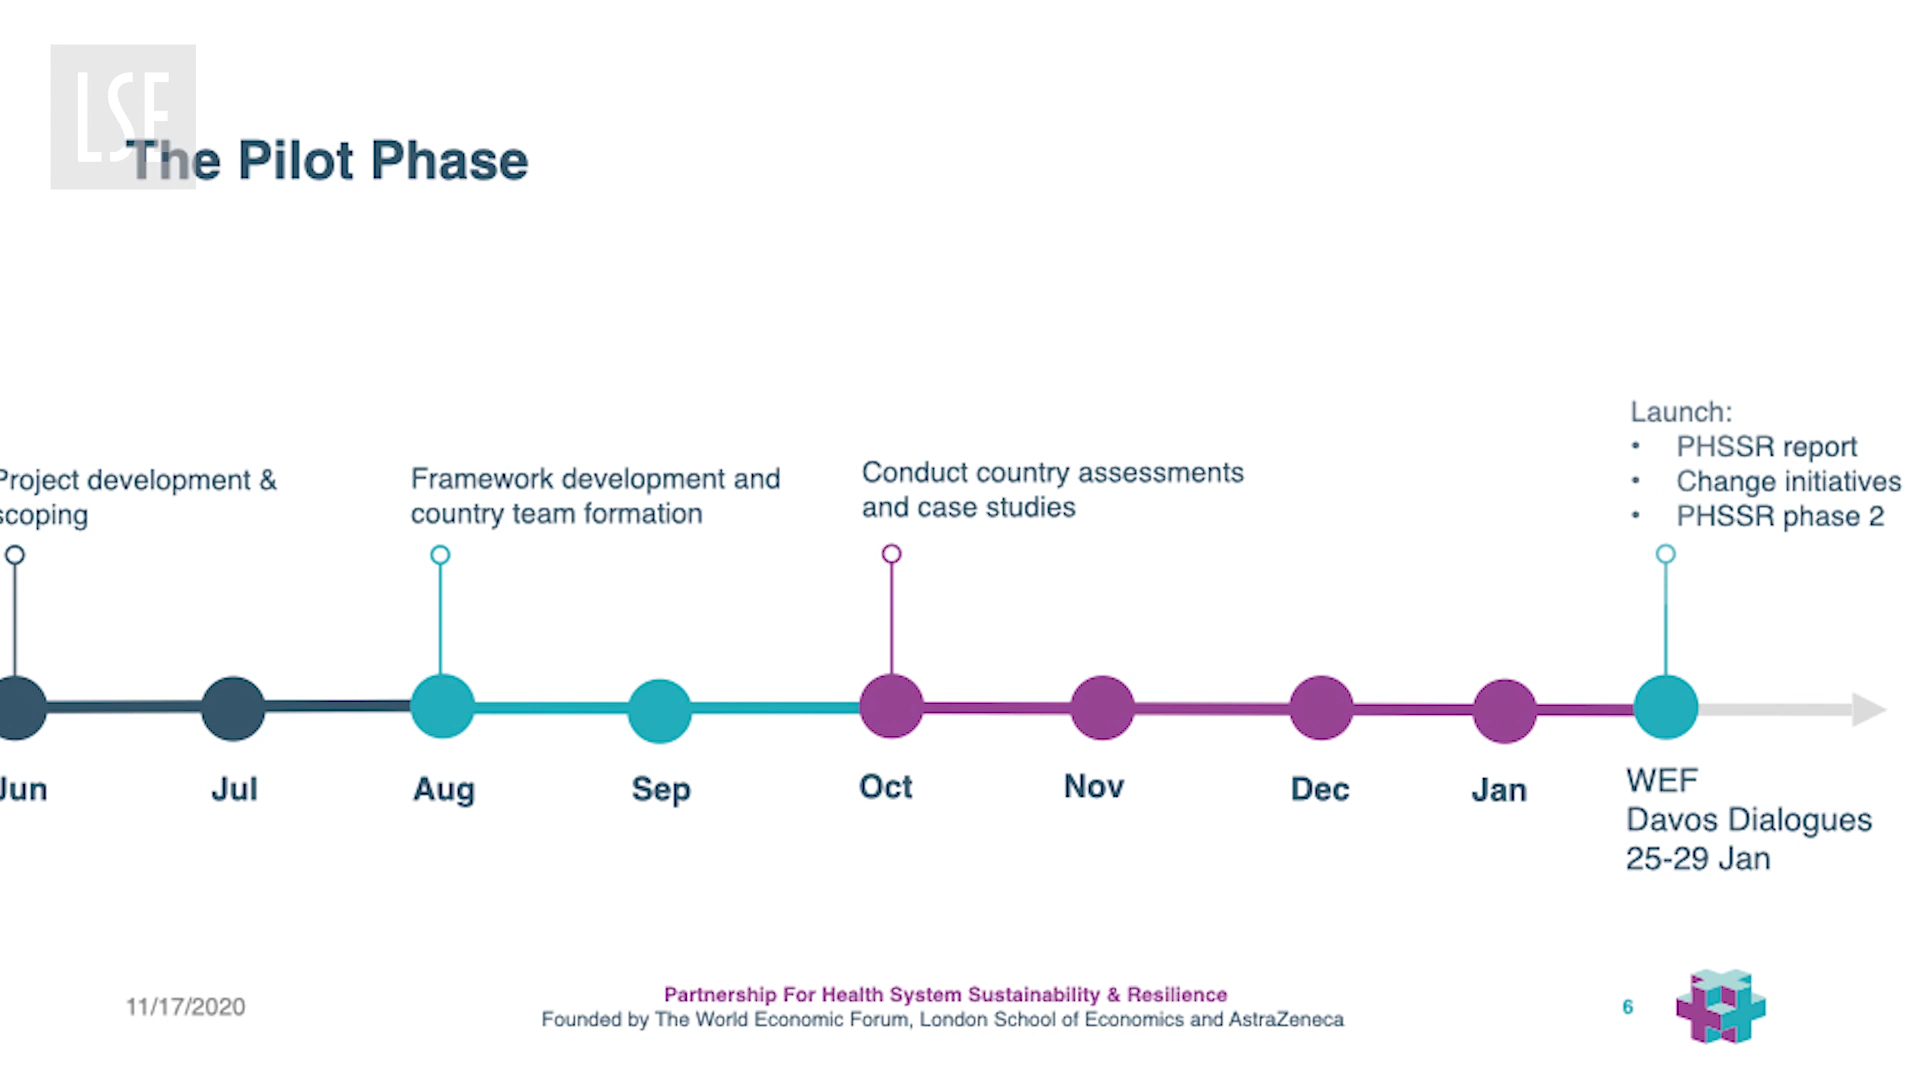 LSE
The Pilot Phase
Launch:
• PHSSR report
• Change initiatives
• PHSSR phase 2
Project development &
scoping
Framework development and
country team formation
Conduct country assessments
and case studies
Jun
Jul
Aug
Sep
Oct
Nov
Dec
Jan
WEF
Davos Dialogues
25-29 Jan
11/17/2020
Partnership For Health System Sustainability & Resilience
Founded by The World Economic Forum, London School of Economics and AstraZeneca
6